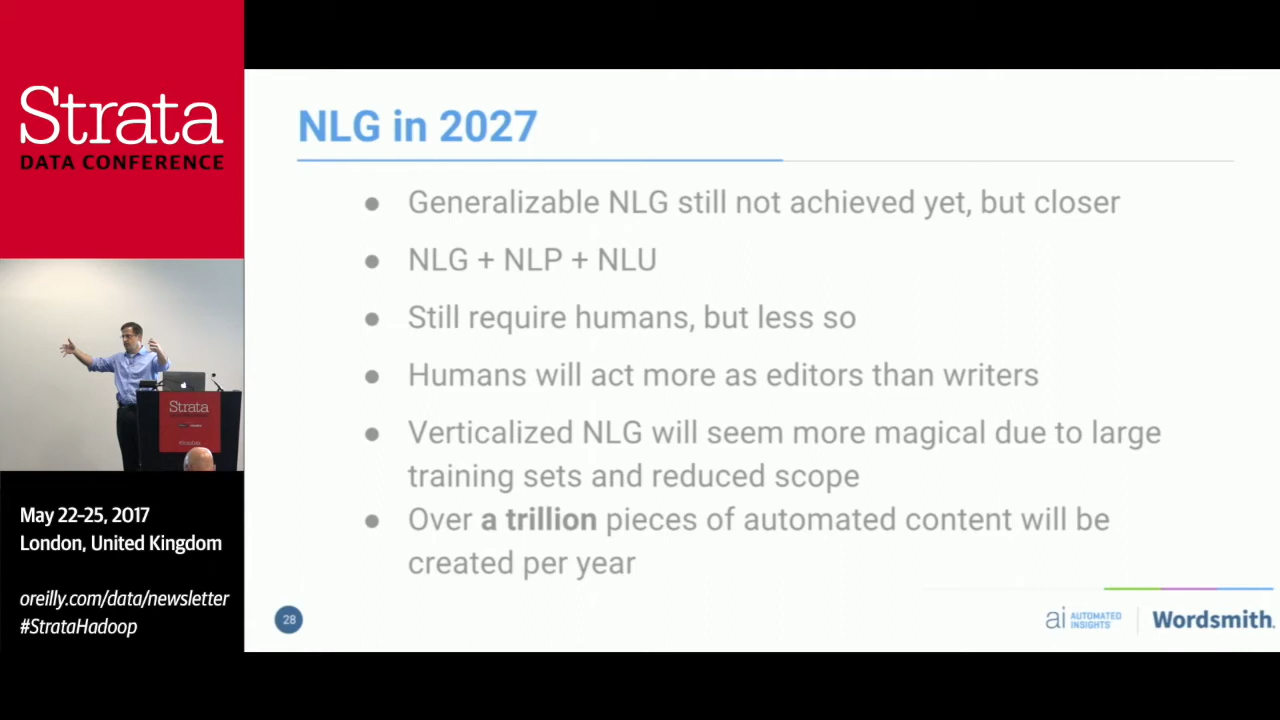 Strata
DATA CONFERENCE
May 22-25, 2017
London, United Kingdom
oreilly.com/data/newsletter
#StrataHadoop
NLG in 2027
● Generalizable NLG still not achieved yet, but closer
● NLG + NLP + NLU
● Still require humans, but less so
● Humans will act more as editors than writers
● Verticalized NLG will seem more magical due to large
training sets and reduced scope
● Over a trillion pieces of automated content will be
created per year
28
ai AUTOMATED
INSIGHTS
Wordsmith.
Strata